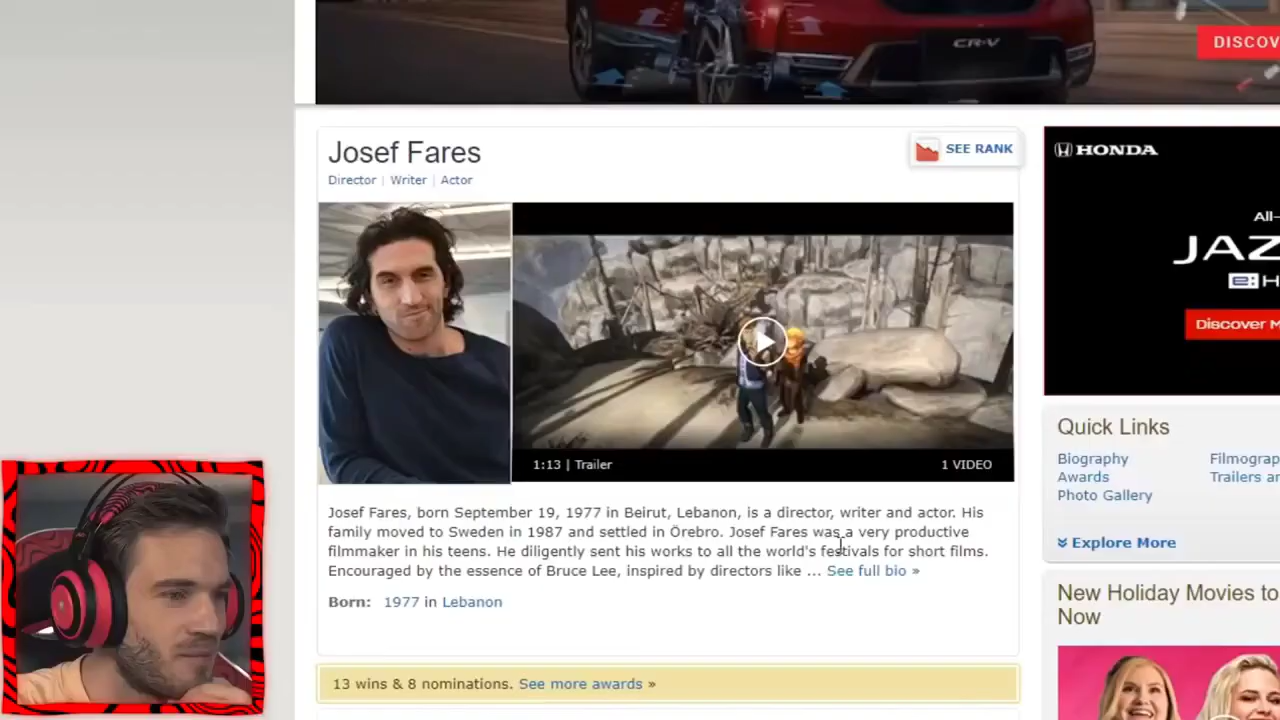 CR-V
DISCOV
Josef Fares
SEE RANK
Director | Writer | Actor
HONDA
All-
JAZ
e: H
Discover M
1:13 | Trailer
1 VIDEO
Josef Fares, born September 19, 1977 in Beirut, Lebanon, is a director, writer and actor. His
family moved to Sweden in 1987 and settled in Örebro. Josef Fares was a very productive
filmmaker in his teens. He diligently sent his works to all the world's festivals for short films.
Encouraged by the essence of Bruce Lee, inspired by directors like ... See full bio »
Born: 1977 in Lebanon
13 wins & 8 nominations. See more awards »
Quick Links
Biography
Filmograp
Awards
Trailers an
Photo Gallery
Explore More
New Holiday Movies to
Now